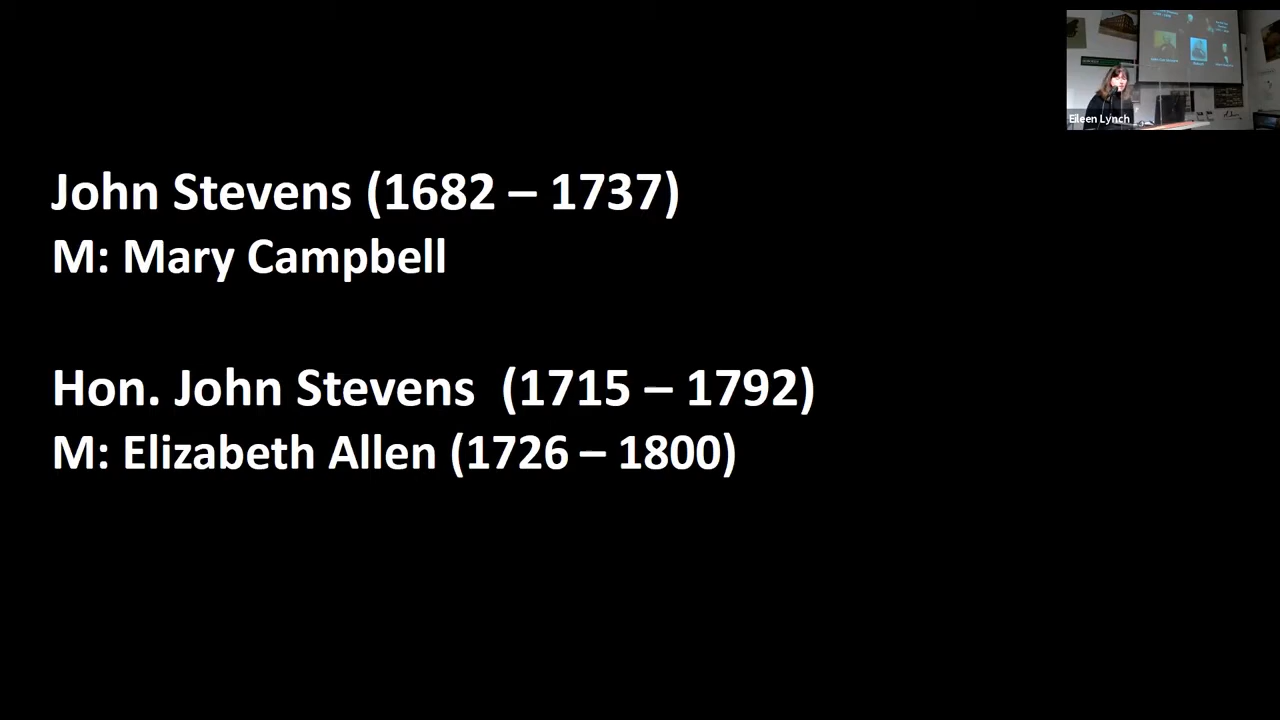 John Stevens (1682 – 1737)
M: Mary Campbell
Hon. John Stevens (1715 – 1792)
M: Elizabeth Allen (1726 – 1800)
Eileen Lynch